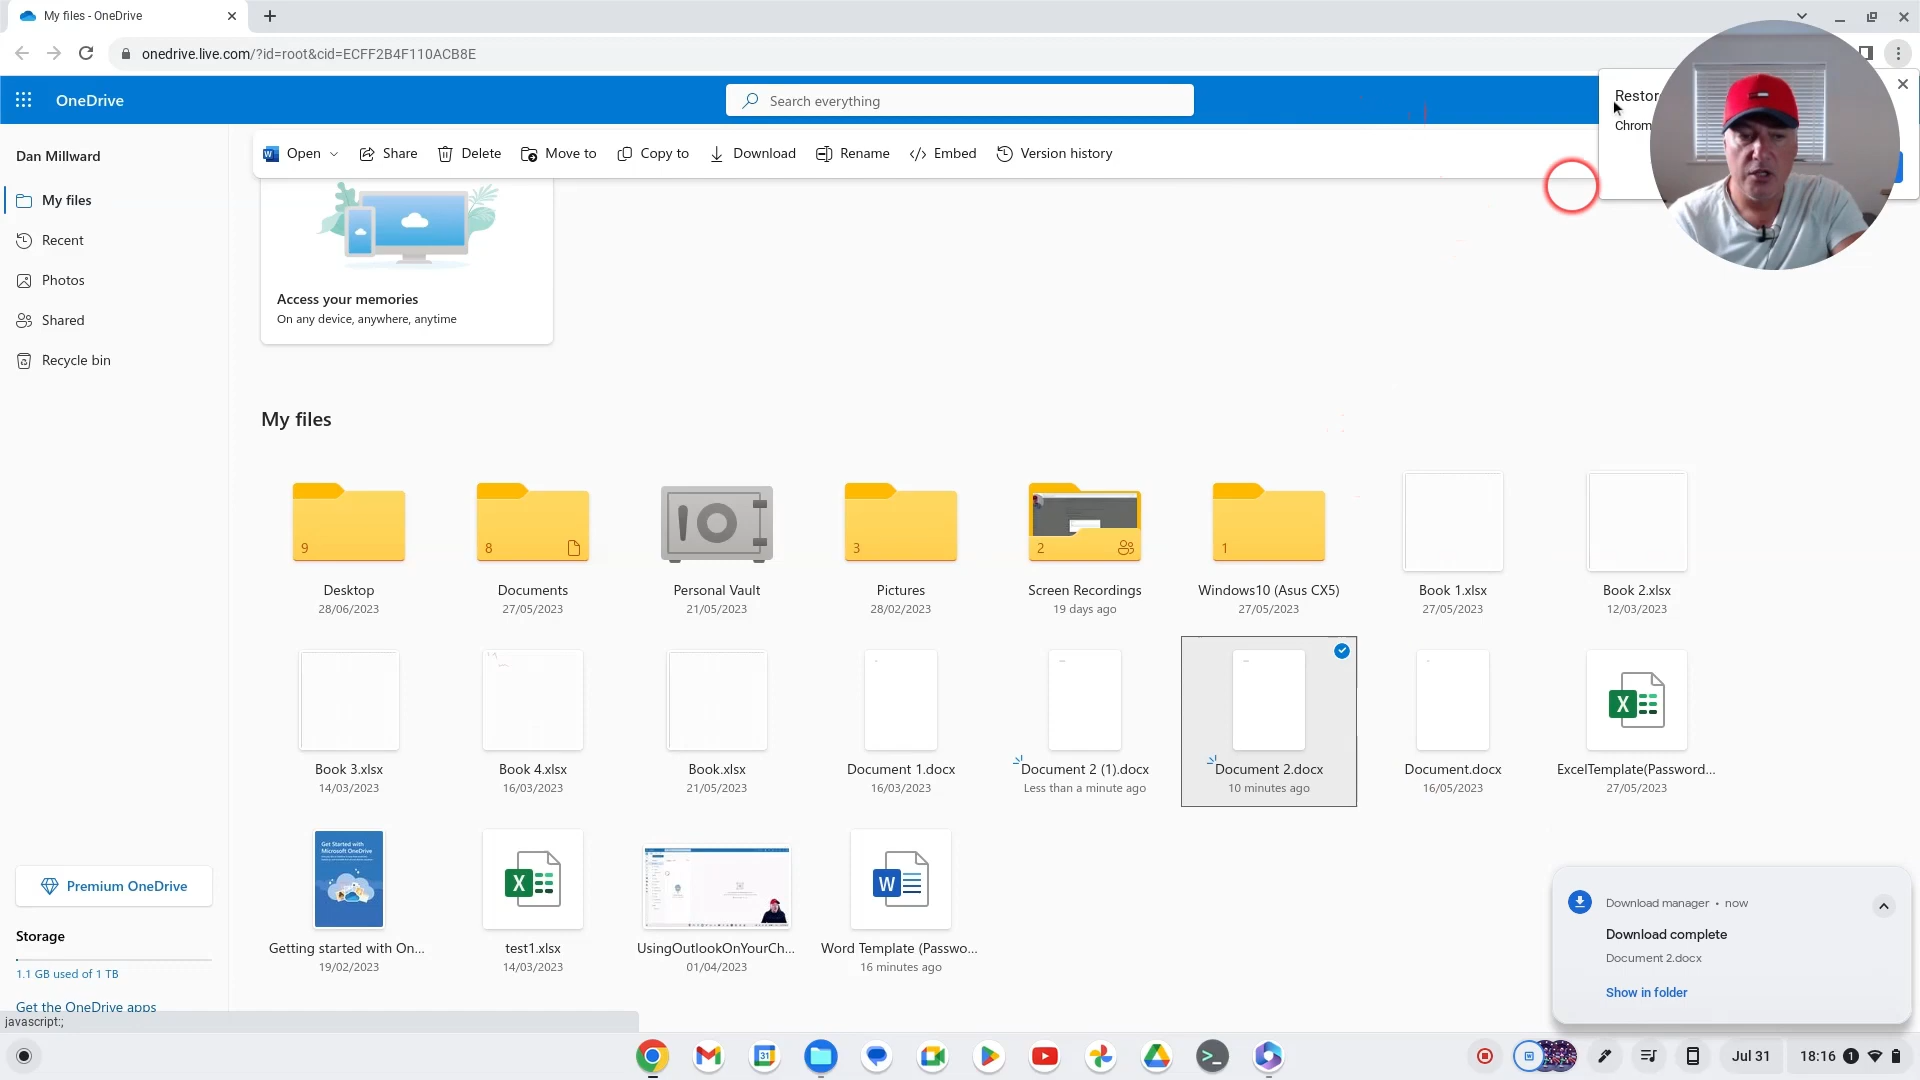 My files - OneDrive
onedrive.live.com/?id=root&cid=ECFF2B4F110ACB8E
OneDrive
Search everything
Restor
Chrom
Dan Millward
Open
Share
Delete
Move to
Copy to
Download
Rename
Embed
Version history
My files
Recent
Photos
Shared
Recycle bin
Access your memories
On any device, anywhere, anytime
My files
9
8
3
2
1
Desktop
Documents
Personal Vault
Pictures
Screen Recordings
Windows10 (Asus CX5)
Book 1.xlsx
Book 2.xlsx
28/06/2023
27/05/2023
21/05/2023
28/02/2023
19 days ago
27/05/2023
27/05/2023
12/03/2023
Book 3.xlsx
Book 4.xlsx
Book.xlsx
Document 1.docx
Document 2 (1).docx
Document 2.docx
Document.docx
ExcelTemplate(Password...
14/03/2023
16/03/2023
21/05/2023
16/03/2023
Less than a minute ago
10 minutes ago
16/05/2023
27/05/2023
Get Started with
Microsoft OneDrive
Getting started with On...
test1.xlsx
UsingOutlookOnYourCh...
Word Template (Passwo...
19/02/2023
14/03/2023
01/04/2023
16 minutes ago
Premium OneDrive
Storage
1.1 GB used of 1 TB
Get the OneDrive apps
javascript:;
Download manager • now
Download complete
Document 2.docx
Show in folder
31
Jul 31
18:16
1